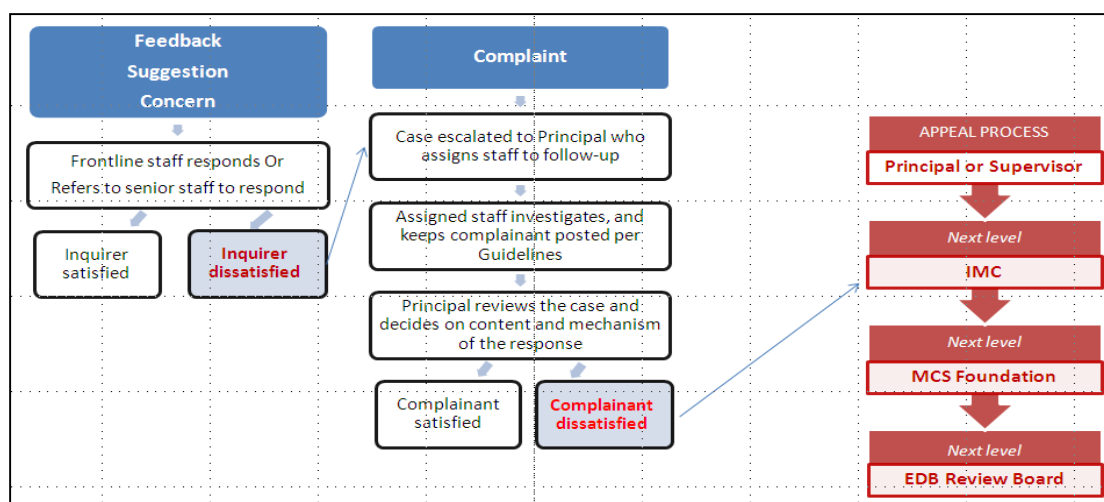 Feedback
Suggestion
Concern
Frontline staff responds Or
Refers to senior staff to respond
Inquirer
satisfied
Inquirer
dissatisfied
Complaint
Case escalated to Principal who
assigns staff to follow-up
Assigned staff investigates, and
keeps complainant posted per
Guidelines
Principal reviews the case and
decides on content and mechanism
of the response
Complainant
satisfied
Complainant
dissatisfied
APPEAL PROCESS
Principal or Supervisor
Next level
IMC
Next level
MCS Foundation
Next level
EDB Review Board